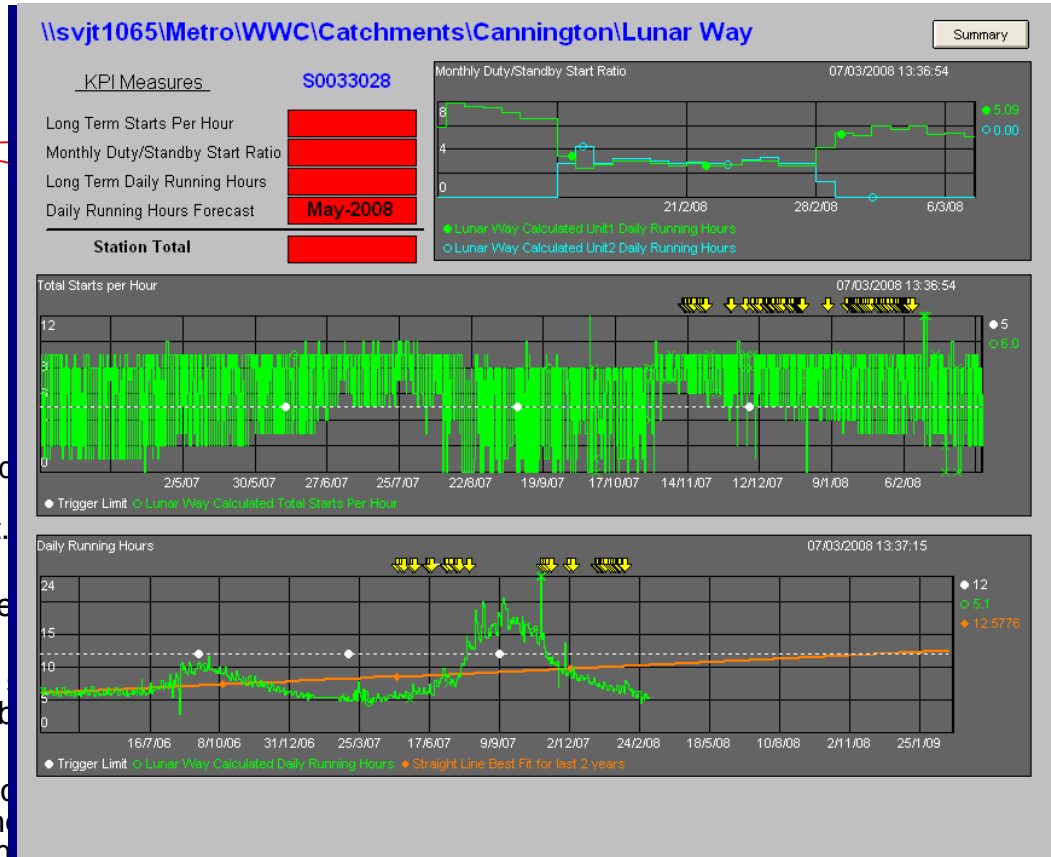 \\svjt1065\Metro\WWC\Catchments\Cannington\Lunar Way
Summary
KPI Measures
S0033028
Long Term Starts Per Hour
Monthly Duty/Standby Start Ratio
Long Term Daily Running Hours
Daily Running Hours Forecast
May-2008
Station Total
Monthly Duty/Standby Start Ratio
07/03/2008 13:36:54
8
4
0
5.09
0.00
21/2/08 28/2/08 6/3/08
Lunar Way Calculated Unit1 Daily Running Hours
Lunar Way Calculated Unit2 Daily Running Hours
Total Starts per Hour
07/03/2008 13:36:54
12
0
5
6.0
2/5/07 30/5/07 27/6/07 25/7/07 22/8/07 19/9/07 17/10/07 14/11/07 12/12/07 9/1/08 6/2/08
Trigger Limit Lunar Way Calculated Total Starts Per Hour
Daily Running Hours
07/03/2008 13:37:15
24
15
10
5
0
12
5.1
12.5776
16/7/06 8/10/06 31/12/06 25/3/07 17/6/07 9/9/07 2/12/07 24/2/08 18/5/08 10/8/08 2/11/08 25/1/09
Trigger Limit Lunar Way Calculated Daily Running Hours Straight Line Best Fit for last 2 years